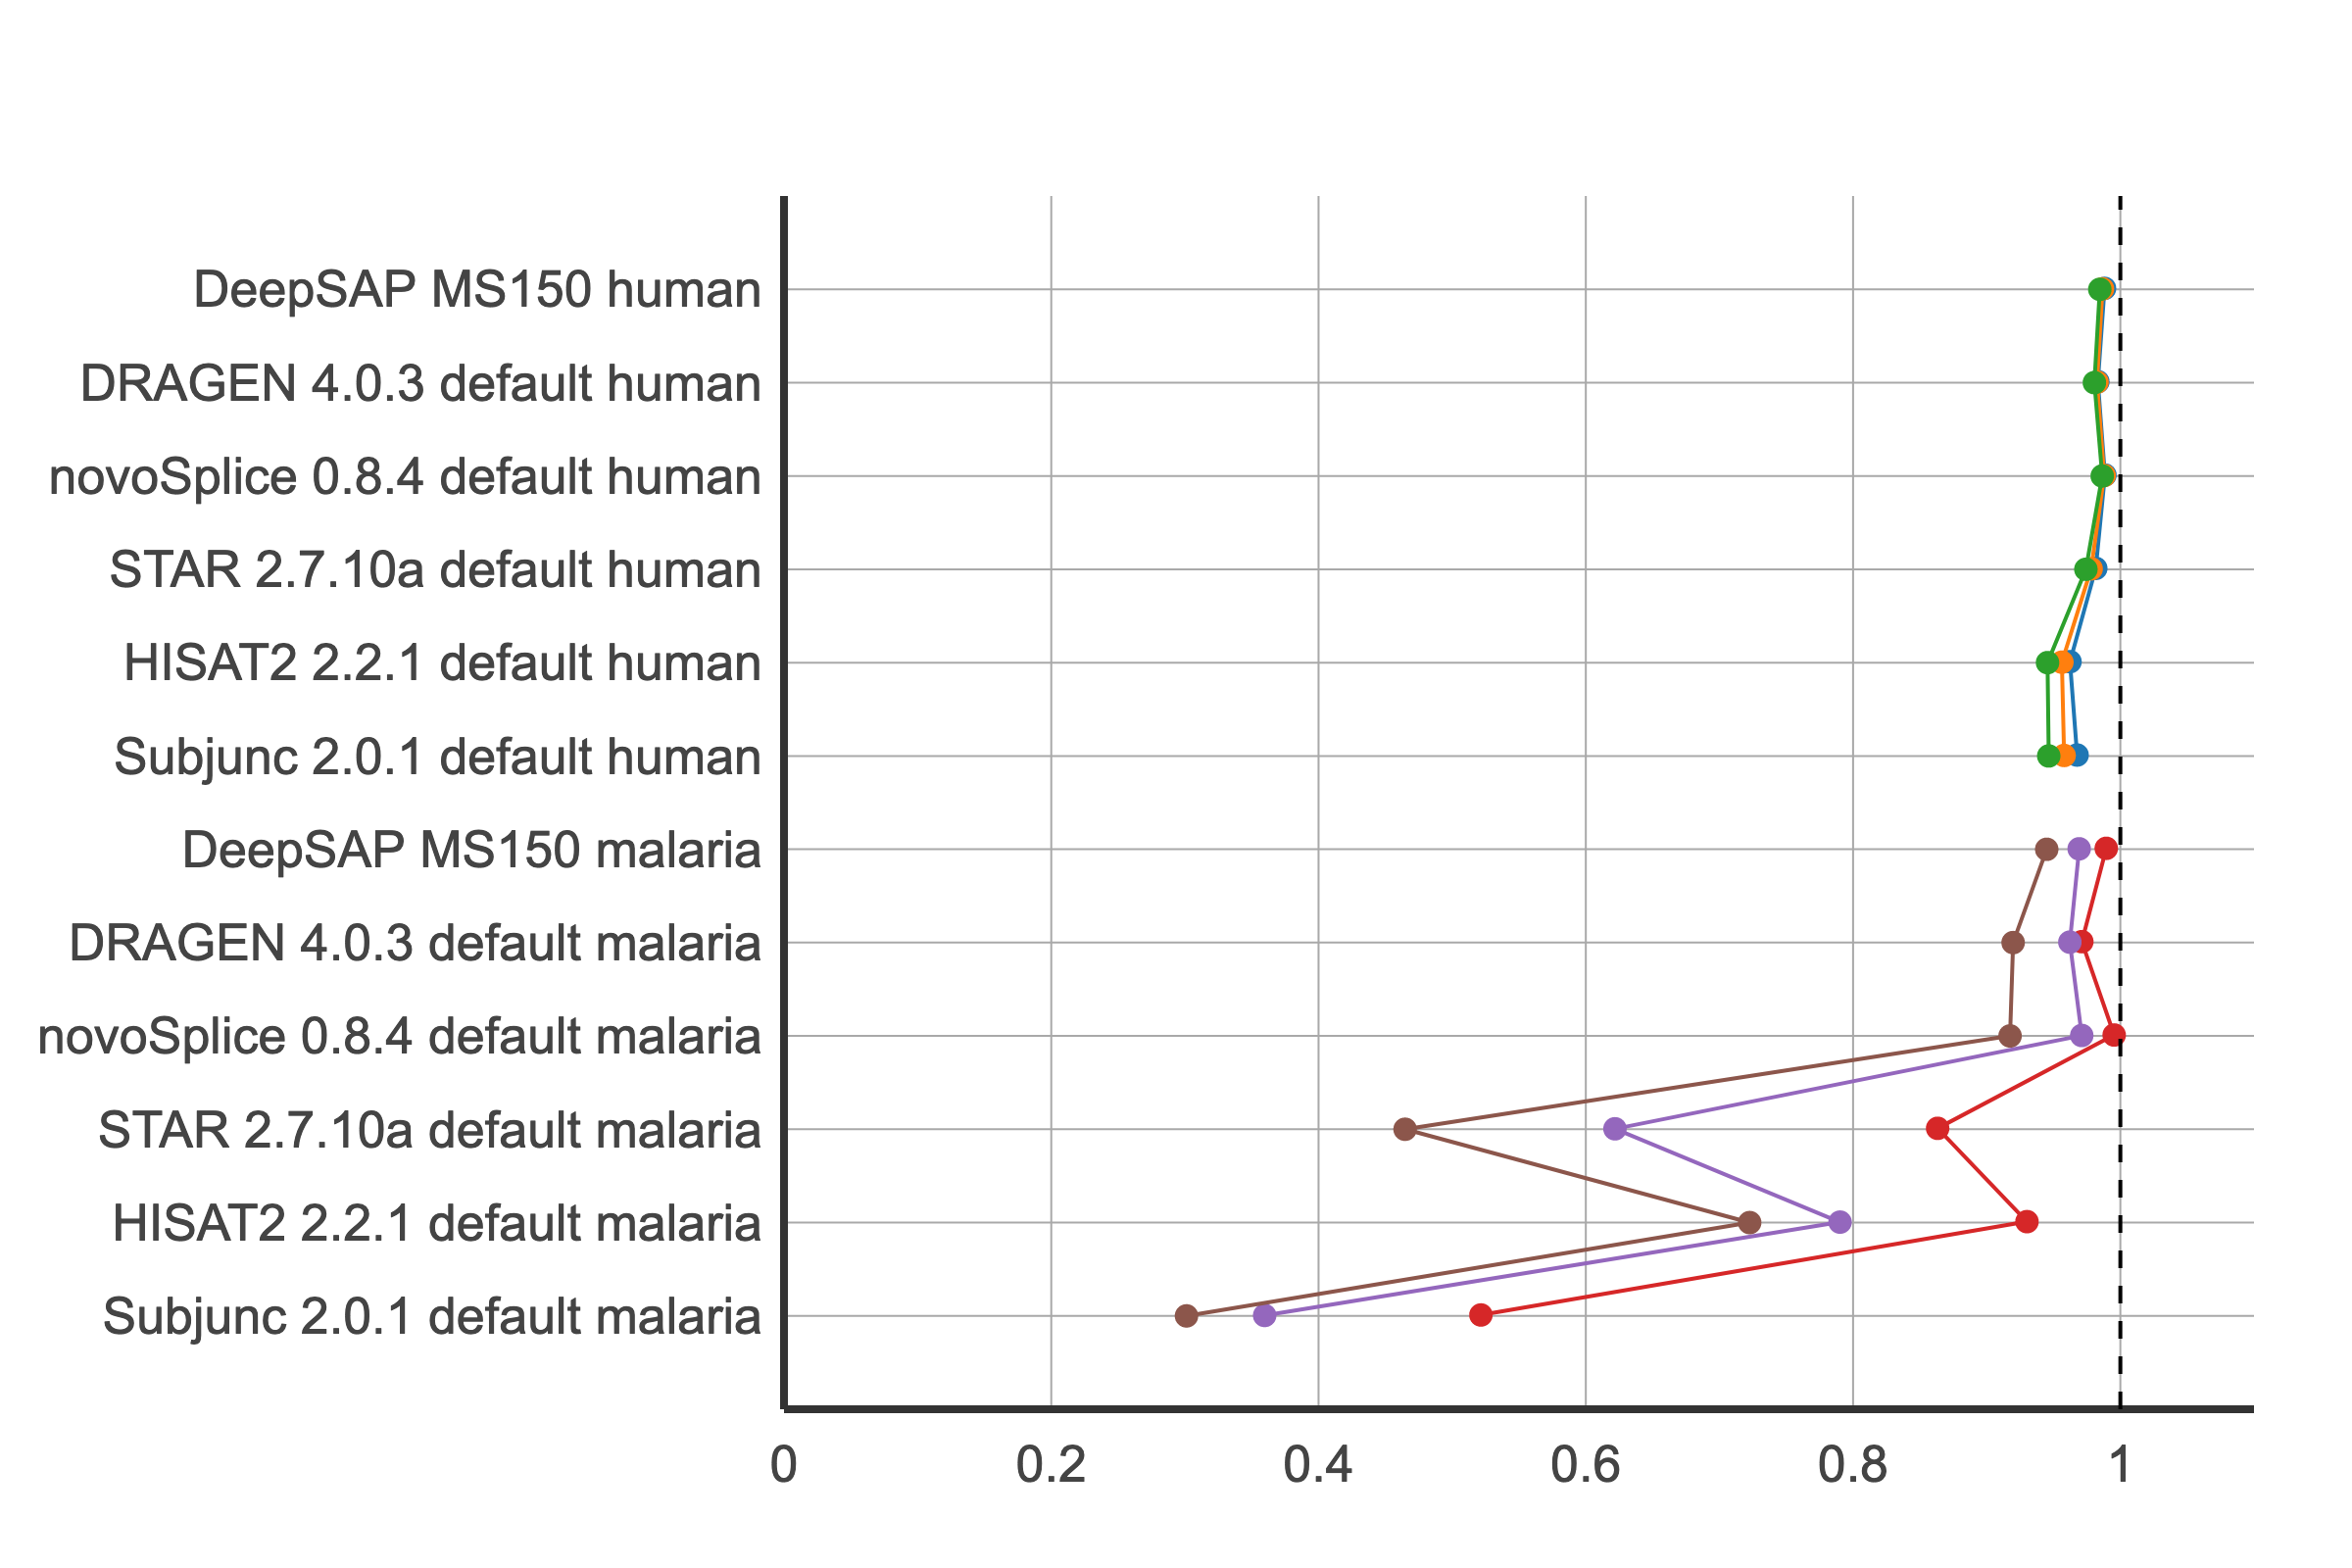 DeepSAP MS150 human
DRAGEN 4.0.3 default human
novoSplice 0.8.4 default human
STAR 2.7.10a default human
HISAT2 2.2.1 default human
Subjunc 2.0.1 default human
DeepSAP MS150 malaria
DRAGEN 4.0.3 default malaria
novoSplice 0.8.4 default malaria
STAR 2.7.10a default malaria
HISAT2 2.2.1 default malaria
Subjunc 2.0.1 default malaria
0 0.2 0.4 0.6 0.8 1